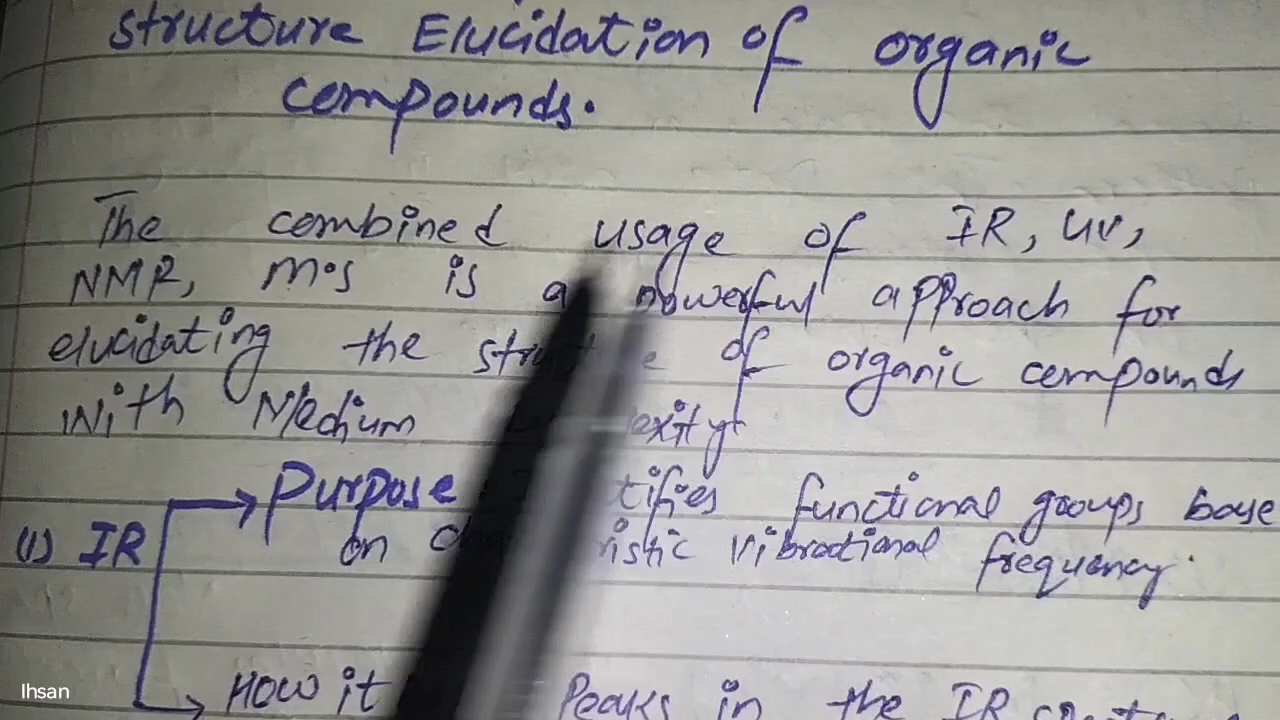 structure Elucidation of organic
compounds.
The combined usage of IR, UV,
NMR, m.s is a powerful approach for
elucidating the of organic compounds
with Medium
Purpose functional groups base
(1) IR on vibrational frequency.
How it Peaks in the IR
Ihsan